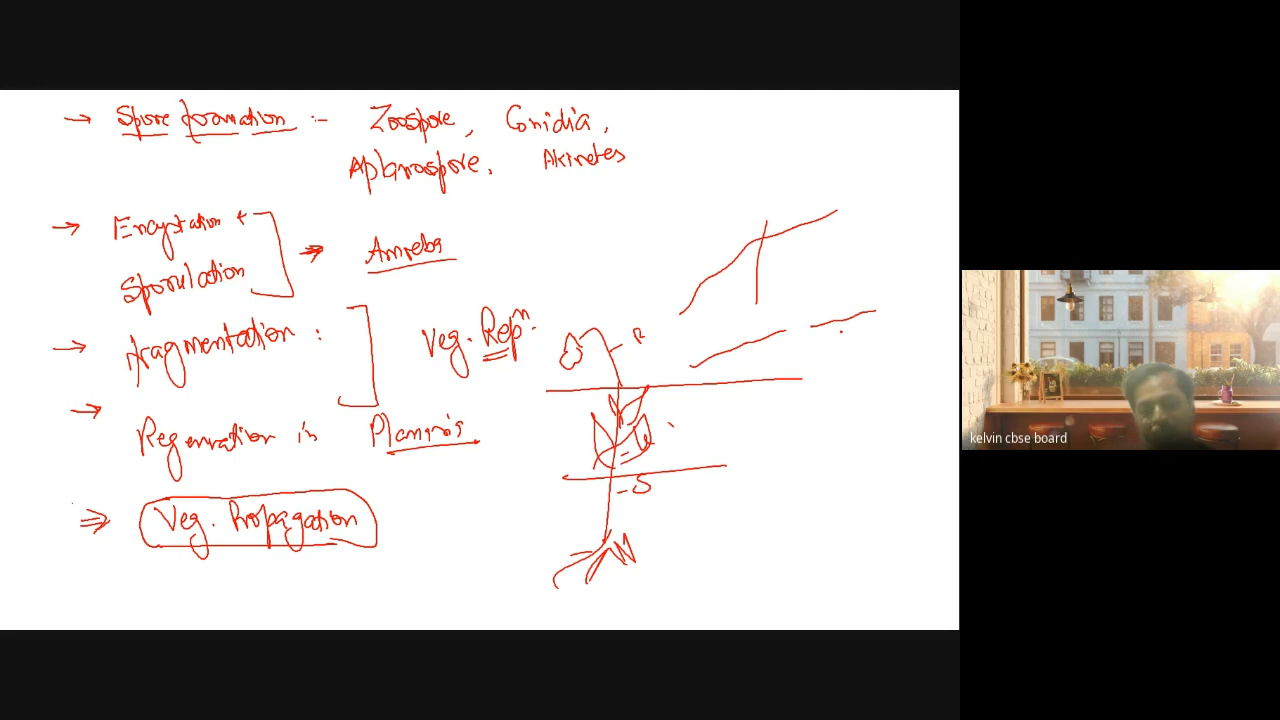 → Spore formation :- Zoospore, Conidia,
Aplanospore, Akinetes
→ Encystation +
Sporulation → Amoeba
→ fragmentation :
Veg. Repⁿ.
→ Regenration in Planaria
⇒ Veg. Propagation
R
L
S
kelvin cbse board